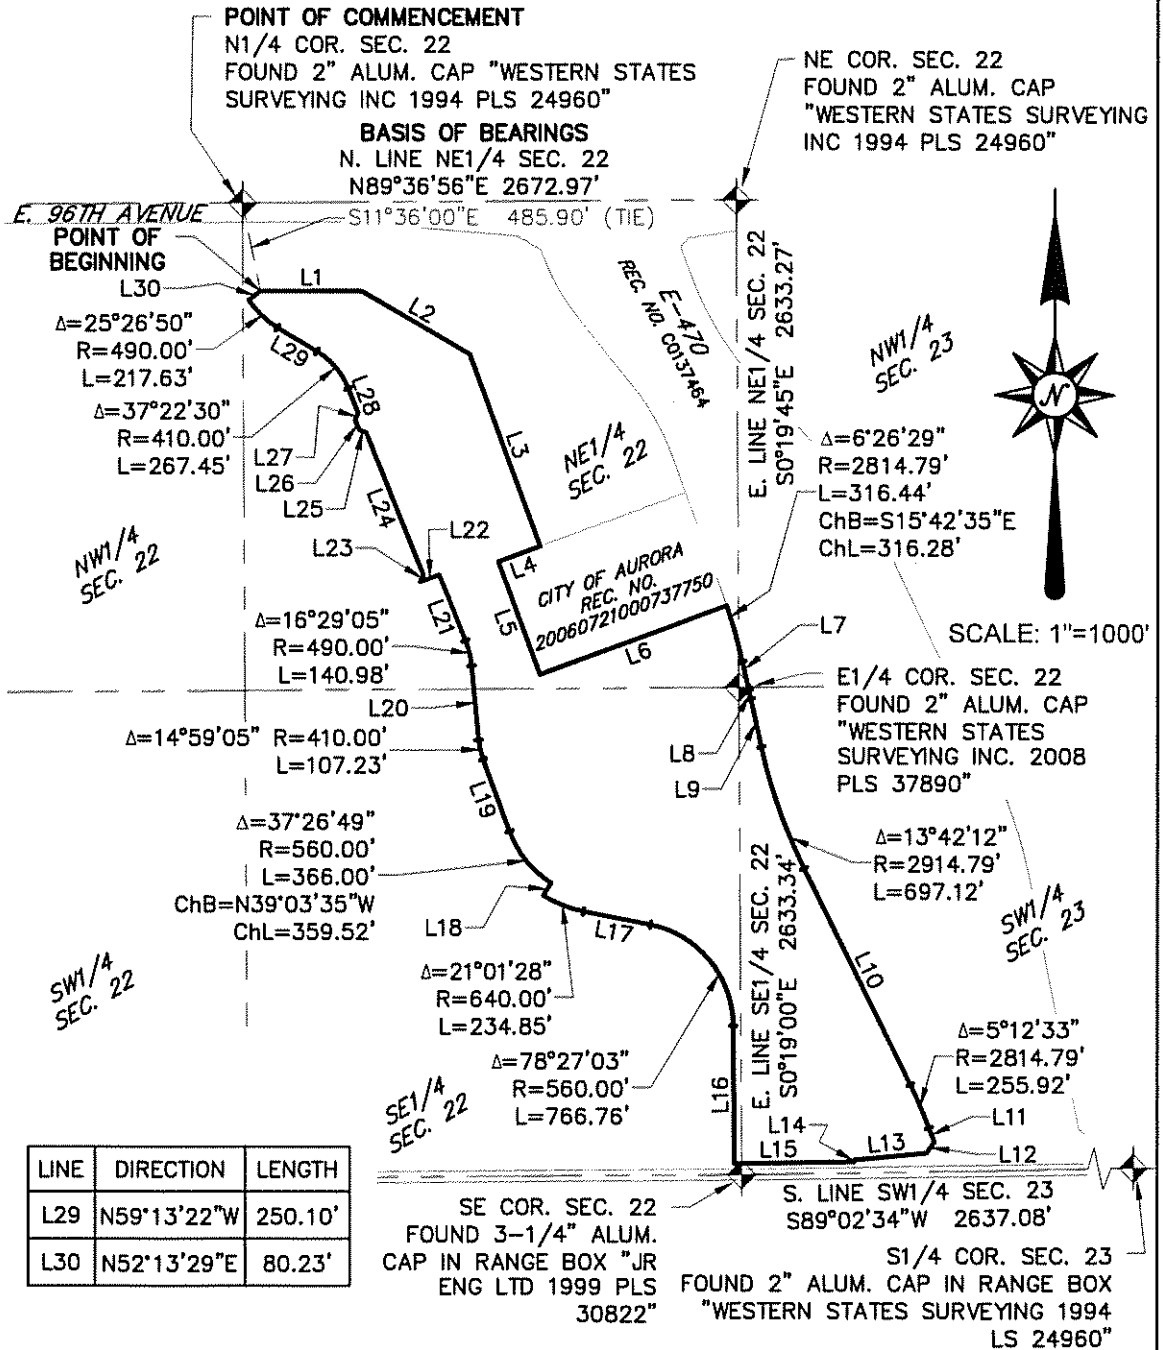 POINT OF COMMENCEMENT
N1/4 COR. SEC. 22
FOUND 2" ALUM. CAP "WESTERN STATES
SURVEYING INC 1994 PLS 24960"
NE COR. SEC. 22
FOUND 2" ALUM. CAP
"WESTERN STATES SURVEYING
INC 1994 PLS 24960"
BASIS OF BEARINGS
N. LINE NE1/4 SEC. 22
N89°36'56"E 2672.97'
E. 96TH AVENUE
S11°36'00"E 485.90' (TIE)
POINT OF
BEGINNING
L30
L1
L2
Δ=25°26'50"
R=490.00'
L=217.63'
L29
E-470
REC. NO. C0137464
E. LINE NE1/4 SEC. 22
S0°19'45"E 2633.27'
NW1/4
SEC. 23
N
Δ=37°22'30"
R=410.00'
L=267.45'
L28
L27
L26
L25
L24
L3
NE1/4
SEC. 22
Δ=6°26'29"
R=2814.79'
L=316.44'
ChB=S15°42'35"E
ChL=316.28'
NW1/4
SEC. 22
L23
L22
L4
L5
CITY OF AURORA
REC. NO.
20060721000737750
L6
L21
Δ=16°29'05"
R=490.00'
L=140.98'
L7
SCALE: 1"=1000'
E1/4 COR. SEC. 22
FOUND 2" ALUM. CAP
"WESTERN STATES
SURVEYING INC. 2008
PLS 37890"
L20
L8
L9
Δ=14°59'05" R=410.00'
L=107.23'
L19
Δ=37°26'49"
R=560.00'
L=366.00'
ChB=N39°03'35"W
ChL=359.52'
L18
L17
Δ=13°42'12"
R=2914.79'
L=697.12'
E. LINE SE1/4 SEC. 22
S0°19'00"E 2633.34'
SW1/4
SEC. 23
L10
SW1/4
SEC. 22
Δ=21°01'28"
R=640.00'
L=234.85'
Δ=78°27'03"
R=560.00'
L=766.76'
Δ=5°12'33"
R=2814.79'
L=255.92'
SE1/4
SEC. 22
L16
L14
L15
L13
L11
L12
LINE DIRECTION LENGTH
L29 N59°13'22"W 250.10'
L30 N52°13'29"E 80.23'
SE COR. SEC. 22
FOUND 3-1/4" ALUM.
CAP IN RANGE BOX "JR
ENG LTD 1999 PLS
30822"
S. LINE SW1/4 SEC. 23
S89°02'34"W 2637.08'
S1/4 COR. SEC. 23
FOUND 2" ALUM. CAP IN RANGE BOX
"WESTERN STATES SURVEYING 1994
LS 24960"